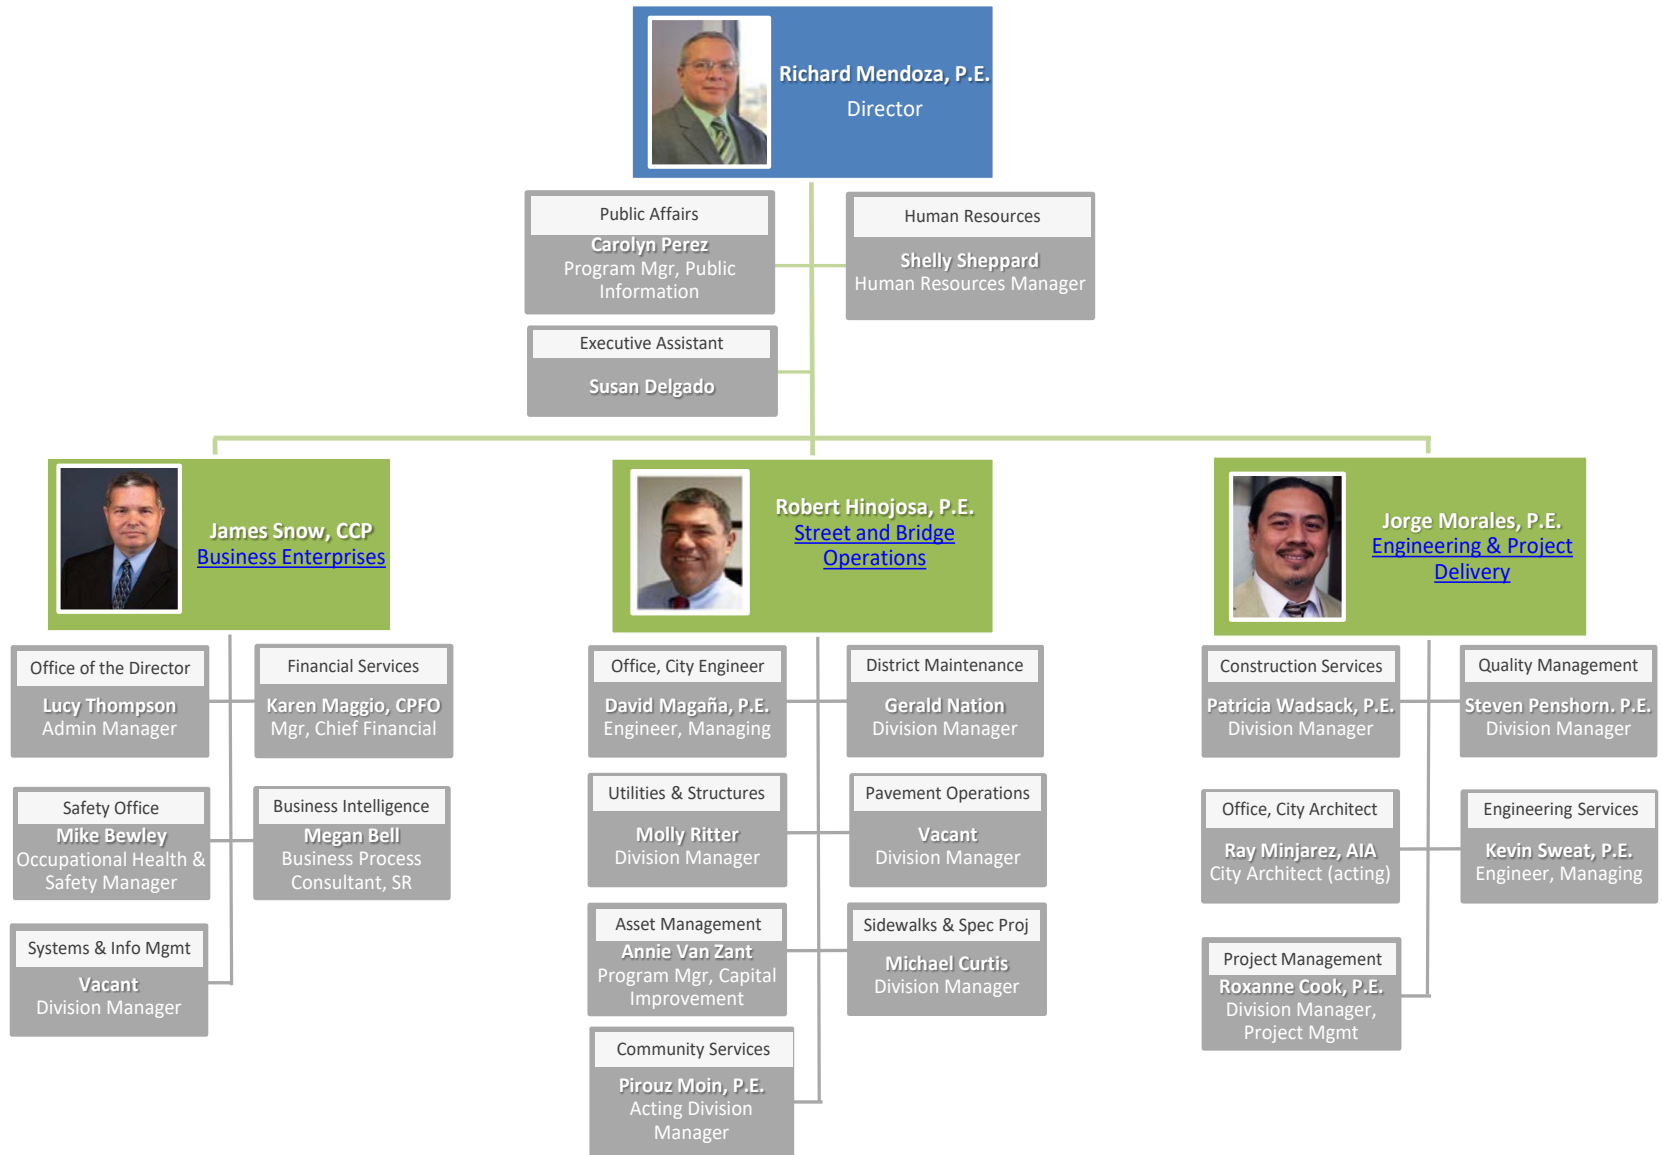 Richard Mendoza, P.E.
Director
Public Affairs
Carolyn Perez
Program Mgr, Public
Information
Human Resources
Shelly Sheppard
Human Resources Manager
Executive Assistant
Susan Delgado
James Snow, CCP
Business Enterprises
Robert Hinojosa, P.E.
Street and Bridge
Operations
Jorge Morales, P.E.
Engineering & Project
Delivery
Office of the Director
Lucy Thompson
Admin Manager
Financial Services
Karen Maggio, CPFO
Mgr, Chief Financial
Safety Office
Mike Bewley
Occupational Health &
Safety Manager
Business Intelligence
Megan Bell
Business Process
Consultant, SR
Systems & Info Mgmt
Vacant
Division Manager
Office, City Engineer
David Magaña, P.E.
Engineer, Managing
District Maintenance
Gerald Nation
Division Manager
Utilities & Structures
Molly Ritter
Division Manager
Pavement Operations
Vacant
Division Manager
Asset Management
Annie Van Zant
Program Mgr, Capital
Improvement
Sidewalks & Spec Proj
Michael Curtis
Division Manager
Community Services
Pirouz Moin, P.E.
Acting Division
Manager
Construction Services
Patricia Wadsack, P.E.
Division Manager
Quality Management
Steven Penshorn. P.E.
Division Manager
Office, City Architect
Ray Minjarez, AIA
City Architect (acting)
Engineering Services
Kevin Sweat, P.E.
Engineer, Managing
Project Management
Roxanne Cook, P.E.
Division Manager,
Project Mgmt